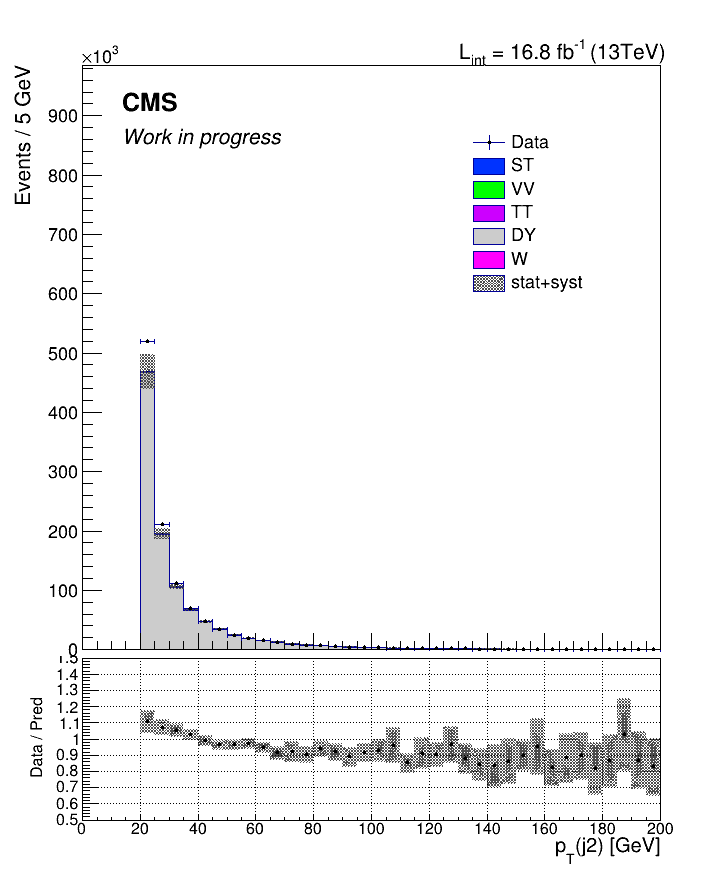 ×10³
L_int = 16.8 fb⁻¹ (13TeV)
Events / 5 GeV
CMS
Work in progress
Data
ST
VV
TT
DY
W
stat+syst
900
800
700
600
500
400
300
200
100
0
Data / Pred
1.5
1.4
1.3
1.2
1.1
1
0.9
0.8
0.7
0.6
0.5
0 20 40 60 80 100 120 140 160 180 200
p_T(j2) [GeV]